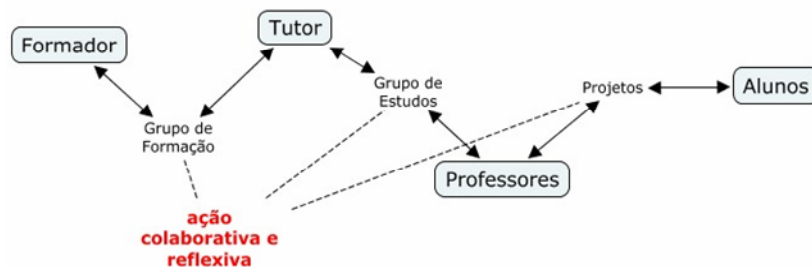 Formador
Tutor
Grupo de
Formação
Grupo de
Estudos
Projetos
Alunos
Professores
ação
colaborativa e
reflexiva